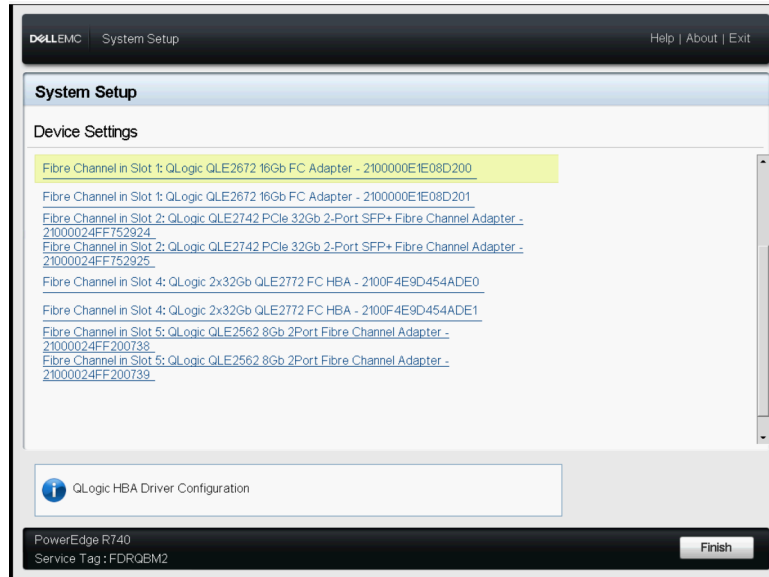 DELLEMC System Setup Help | About | Exit
System Setup
Device Settings
Fibre Channel in Slot 1: QLogic QLE2672 16Gb FC Adapter - 2100000E1E08D200
Fibre Channel in Slot 1: QLogic QLE2672 16Gb FC Adapter - 2100000E1E08D201
Fibre Channel in Slot 2: QLogic QLE2742 PCIe 32Gb 2-Port SFP+ Fibre Channel Adapter -
21000024FF752924
Fibre Channel in Slot 2: QLogic QLE2742 PCIe 32Gb 2-Port SFP+ Fibre Channel Adapter -
21000024FF752925
Fibre Channel in Slot 4: QLogic 2x32Gb QLE2772 FC HBA - 2100F4E9D454ADE0
Fibre Channel in Slot 4: QLogic 2x32Gb QLE2772 FC HBA - 2100F4E9D454ADE1
Fibre Channel in Slot 5: QLogic QLE2562 8Gb 2Port Fibre Channel Adapter -
21000024FF200738
Fibre Channel in Slot 5: QLogic QLE2562 8Gb 2Port Fibre Channel Adapter -
21000024FF200739
QLogic HBA Driver Configuration
PowerEdge R740
Service Tag : FDRQBM2
Finish